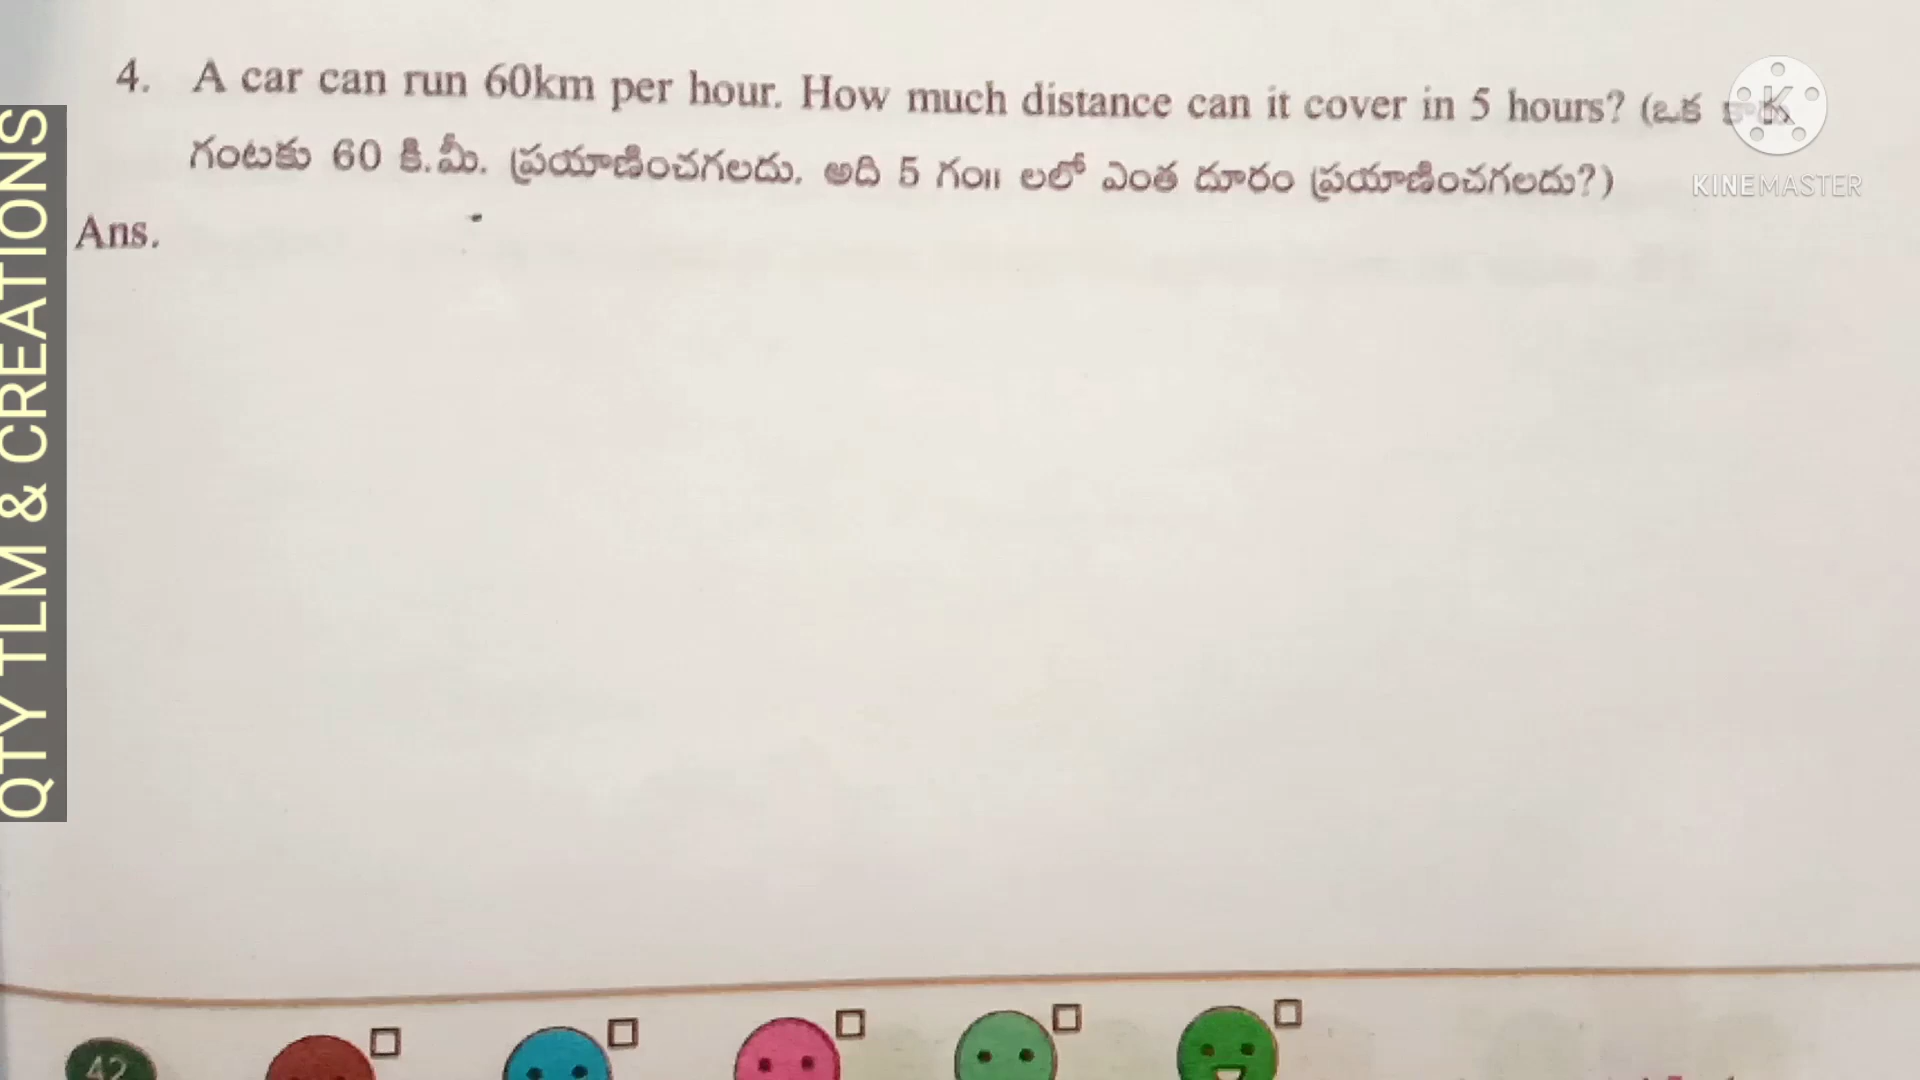 4. A car can run 60km per hour. How much distance can it cover in 5 hours? (ఒక కారు
గంటకు 60 కి.మీ. ప్రయాణించగలదు. అది 5 గం॥ లలో ఎంత దూరం ప్రయాణించగలదు?)
Ans.
QTY TLM & CREATIONS
K
KINEMASTER
42